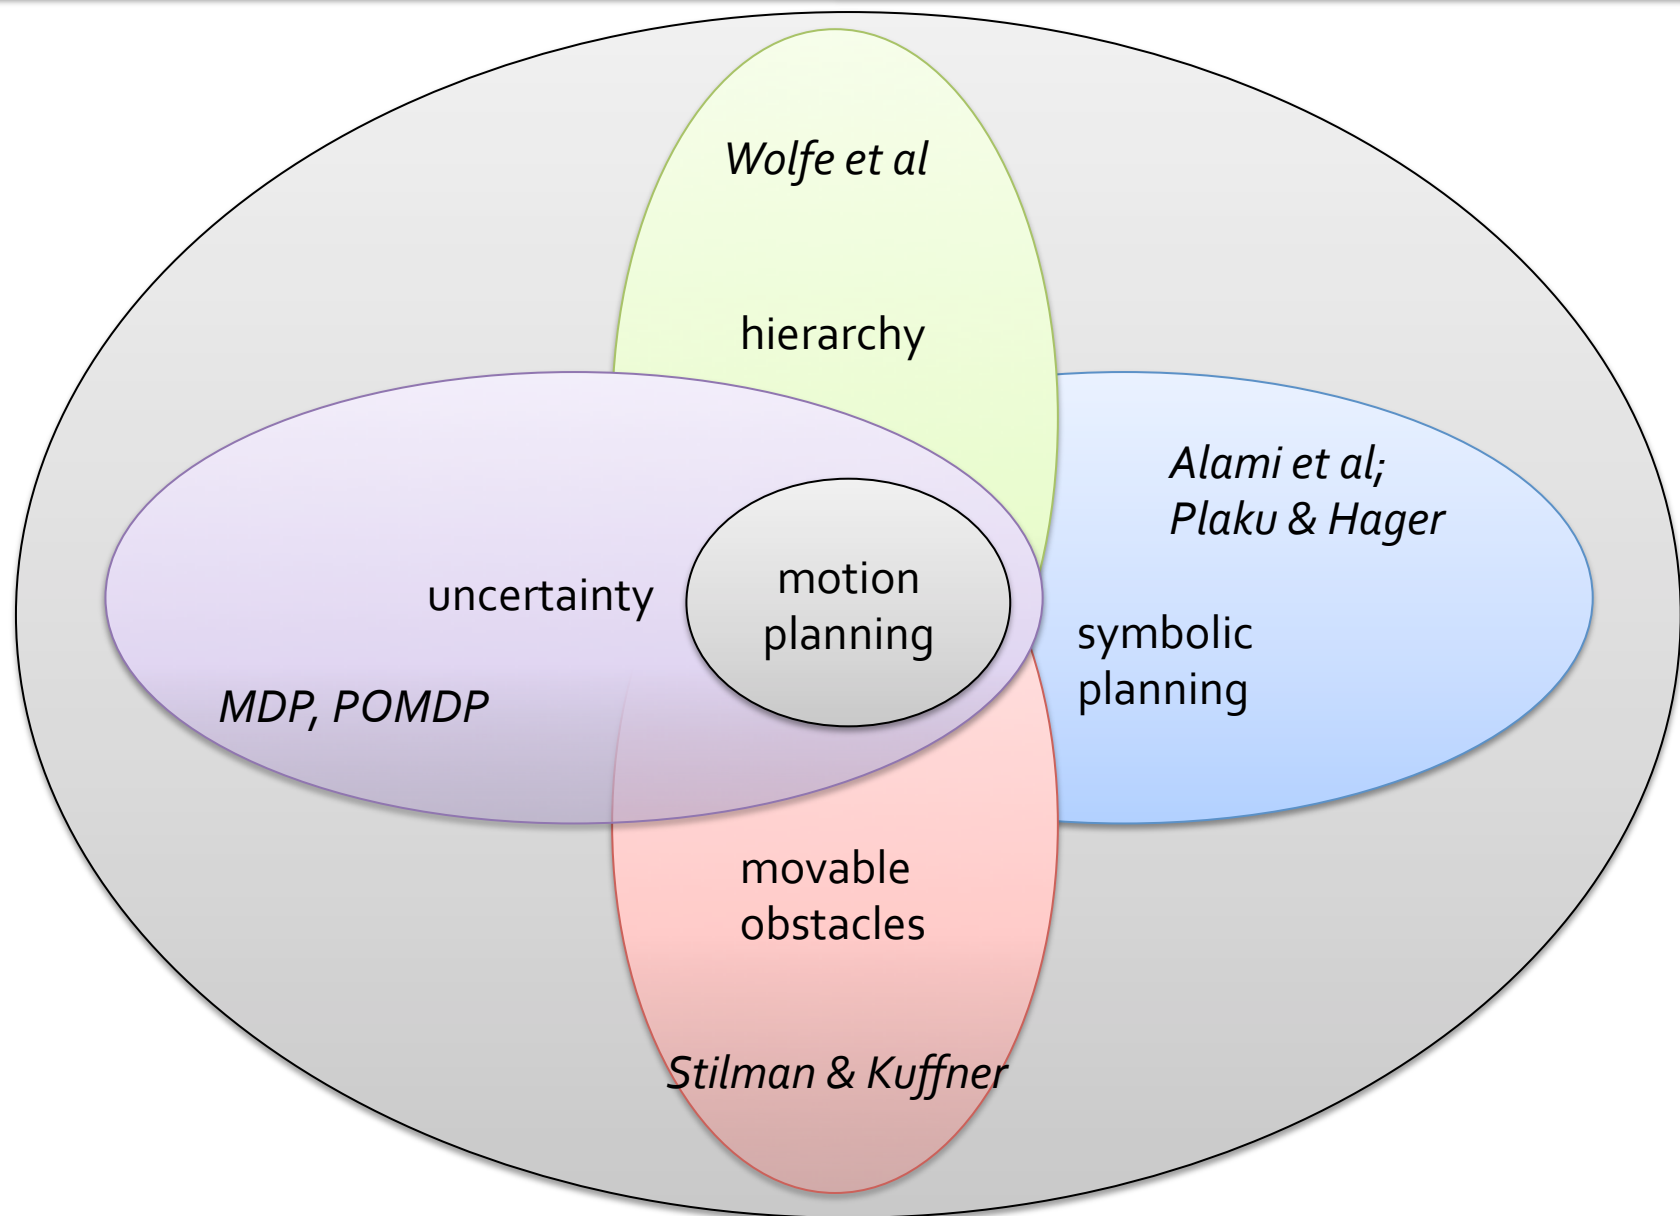 Wolfe et al
hierarchy
Alami et al;
Plaku & Hager
uncertainty
motion
planning
symbolic
planning
MDP, POMDP
movable
obstacles
Stilman & Kuffner